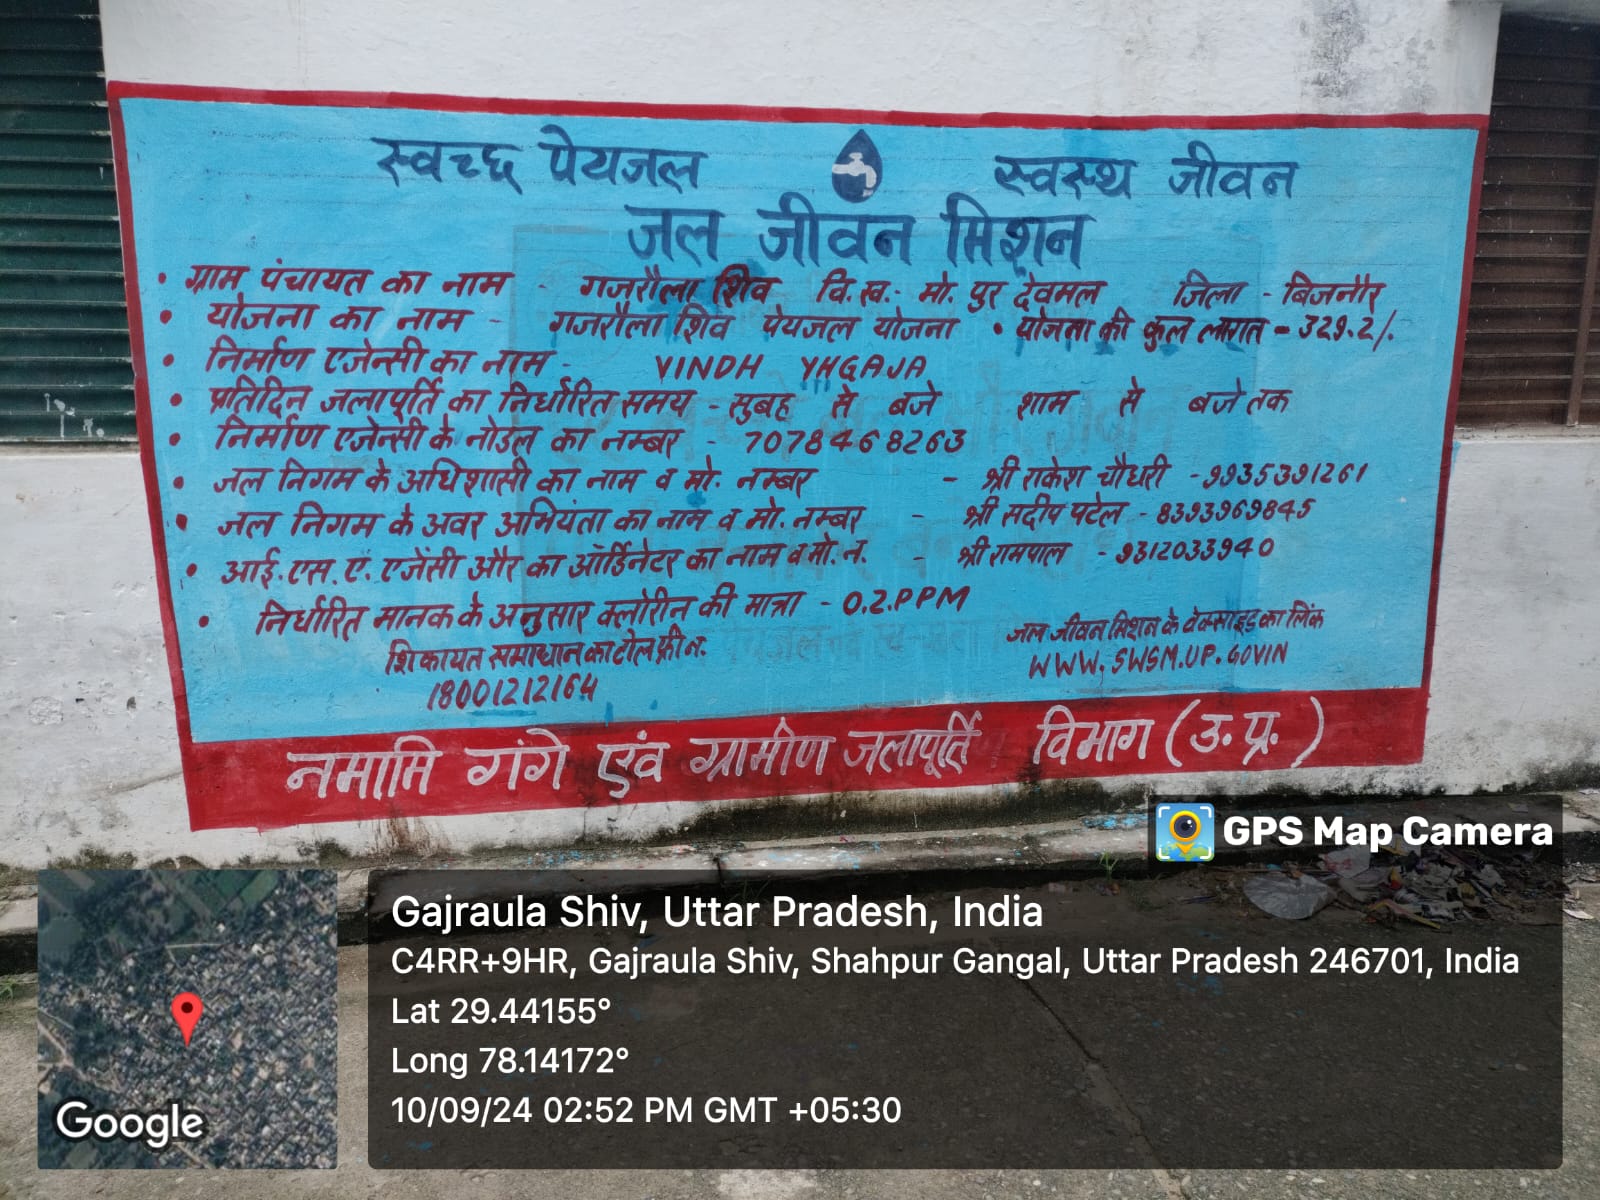 स्वच्छ पेयजल स्वस्थ जीवन
जल जीवन मिशन
• ग्राम पंचायत का नाम - गजरौला शिव वि.ख.- मो. पुर देवमल जिला - बिजनौर
• योजना का नाम - गजरौला शिव पेयजल योजना • योजता की कुल लागत = 329.2/.
• निर्माण एजेन्सी का नाम - VINDH YHGAJA
• प्रतिदिन जलापूर्ति का निर्धारित समय - सुबह से बजे शाम से बजे तक
• निर्माण एजेन्सी के नोडल का नम्बर - 7078468263
• जल निगम के अधिशासी का नाम व मो. नम्बर - श्री राकेश चौधरी - 9935391261
• जल निगम के अवर अभियंता का नाम व मो. नम्बर - श्री सदीप पटेल - 8393969845
• आई. एस. ए. एजेंसी और का ऑर्डिनेटर का नाम व मो. न. - श्री रामपाल - 9312033940
• निर्धारित मानक के अनुसार क्लोरीन की मात्रा - 0.2.PPM
शिकायत समाधान का टोल फ्री न.
18001212164
जल जीवन मिशन के वेबसाइड का लिंक
WWW.SWSM.UP.GOVIN
नमामि गंगे एंव ग्रामीण जलापूर्ति विभाग (उ.प्र.)
GPS Map Camera
Gajraula Shiv, Uttar Pradesh, India
C4RR+9HR, Gajraula Shiv, Shahpur Gangal, Uttar Pradesh 246701, India
Lat 29.44155°
Long 78.14172°
10/09/24 02:52 PM GMT +05:30
Google